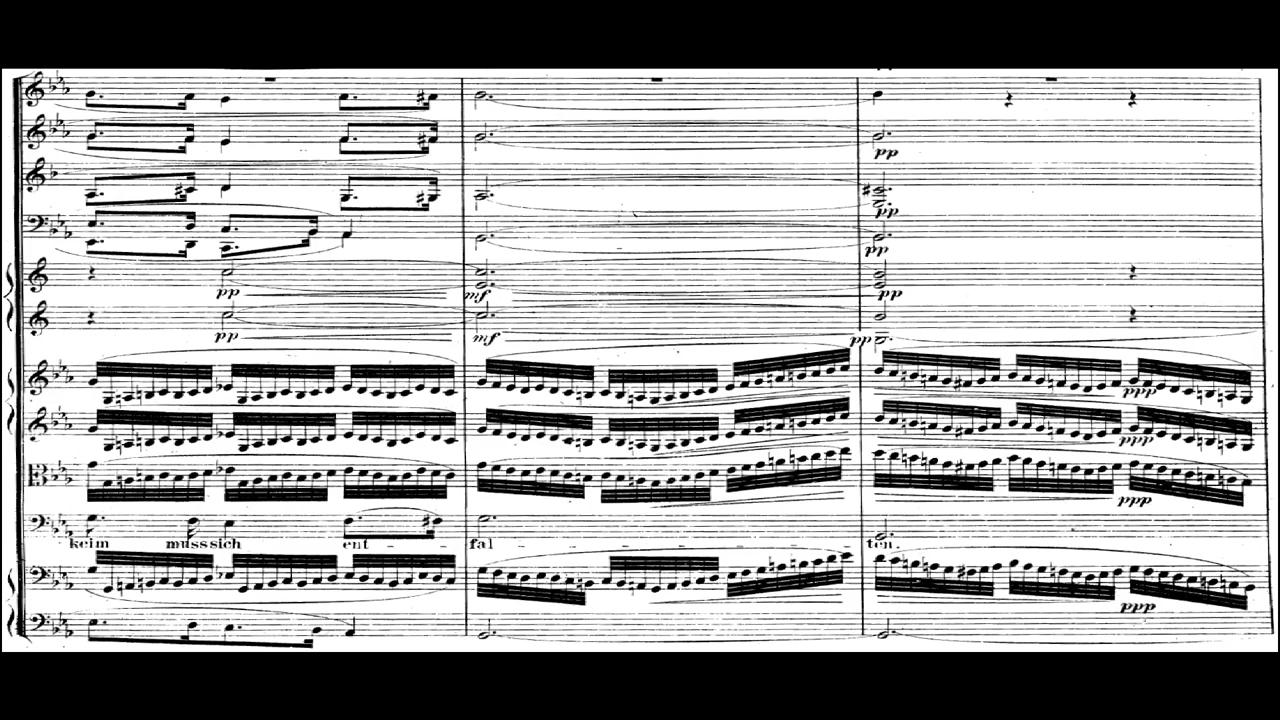 pp
pp
pp
pp mf pp
pp mf pp
ppp
ppp
ppp
keim muss sich ent - - fal - - - - - - - ten.
ppp